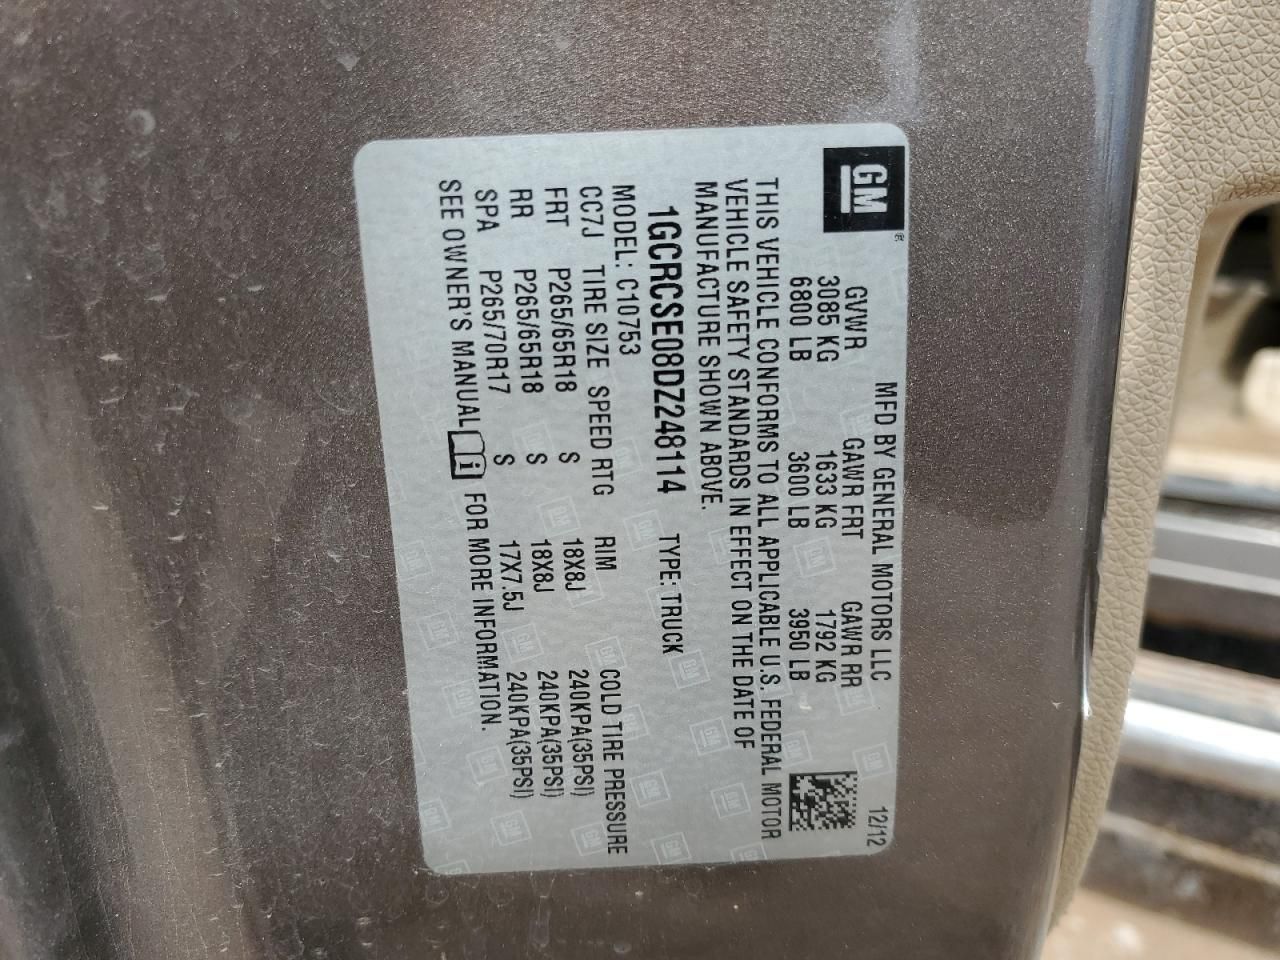 GM®
MFD BY GENERAL MOTORS LLC 12/12
GVWR GAWR FRT GAWR RR
3085 KG 1633 KG 1792 KG
6800 LB 3600 LB 3950 LB
THIS VEHICLE CONFORMS TO ALL APPLICABLE U.S. FEDERAL MOTOR
VEHICLE SAFETY STANDARDS IN EFFECT ON THE DATE OF
MANUFACTURE SHOWN ABOVE.
1GCRCSE08DZ248114 TYPE: TRUCK
MODEL: C10753
CC7J TIRE SIZE SPEED RTG RIM COLD TIRE PRESSURE
FRT P265/65R18 S 18X8J 240KPA(35PSI)
RR P265/65R18 S 18X8J 240KPA(35PSI)
SPA P265/70R17 S 17X7.5J 240KPA(35PSI)
SEE OWNER'S MANUAL i FOR MORE INFORMATION.